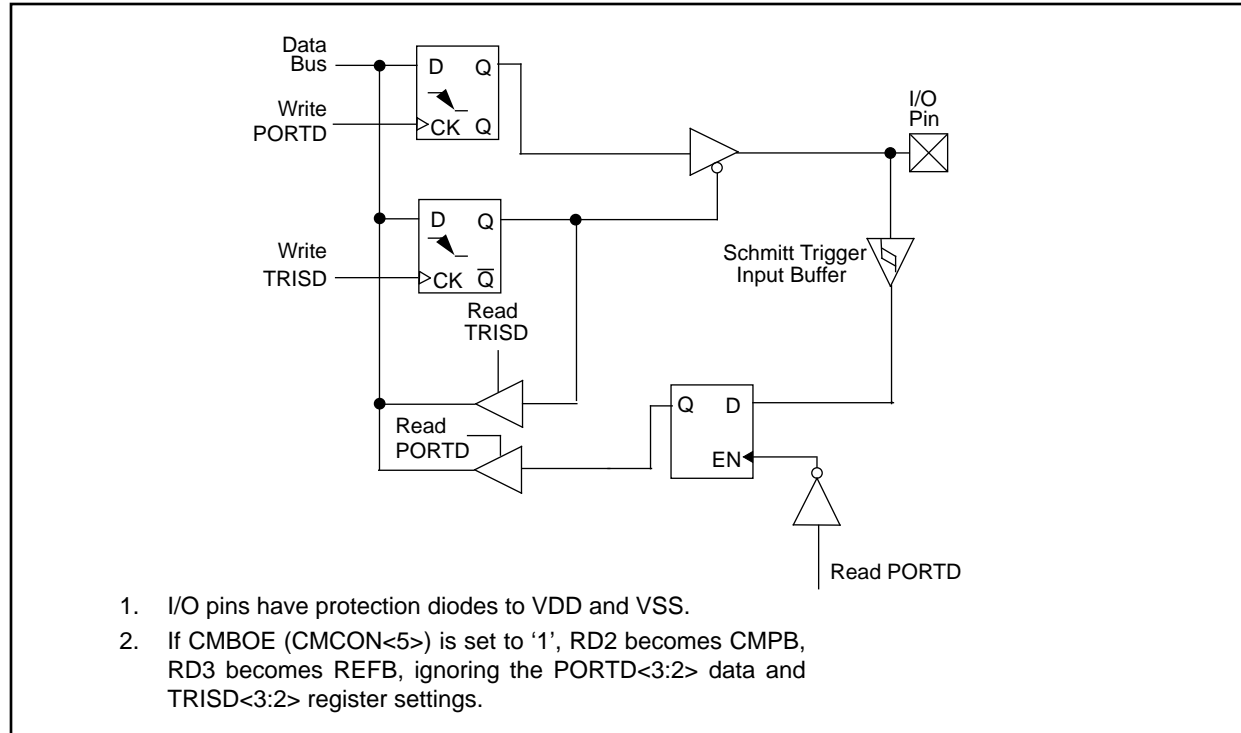 Data
Bus
D Q
Write
PORTD
CK Q
I/O
Pin
D Q
Write
TRISD
CK Q̅
Schmitt Trigger
Input Buffer
Read
TRISD
Q D
Read
PORTD
EN
Read PORTD
1. I/O pins have protection diodes to VDD and VSS.
2. If CMBOE (CMCON<5>) is set to ‘1’, RD2 becomes CMPB,
RD3 becomes REFB, ignoring the PORTD<3:2> data and
TRISD<3:2> register settings.